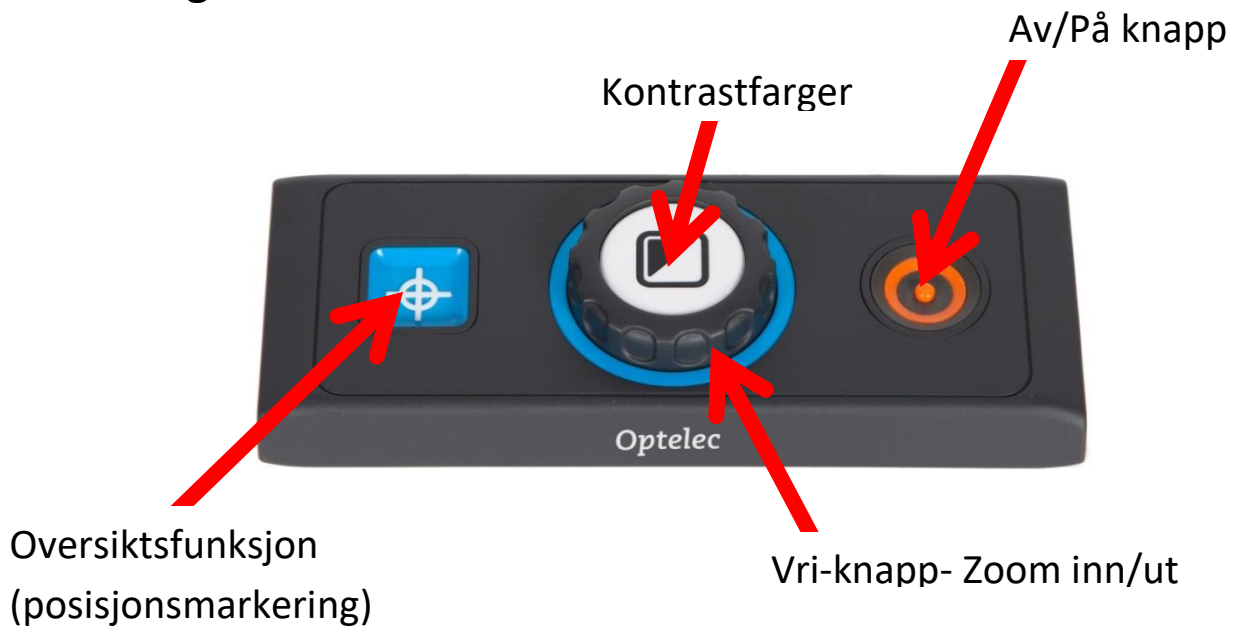 Av/På knapp
Kontrastfarger
Optelec
Oversiktsfunksjon
(posisjonsmarkering)
Vri-knapp- Zoom inn/ut